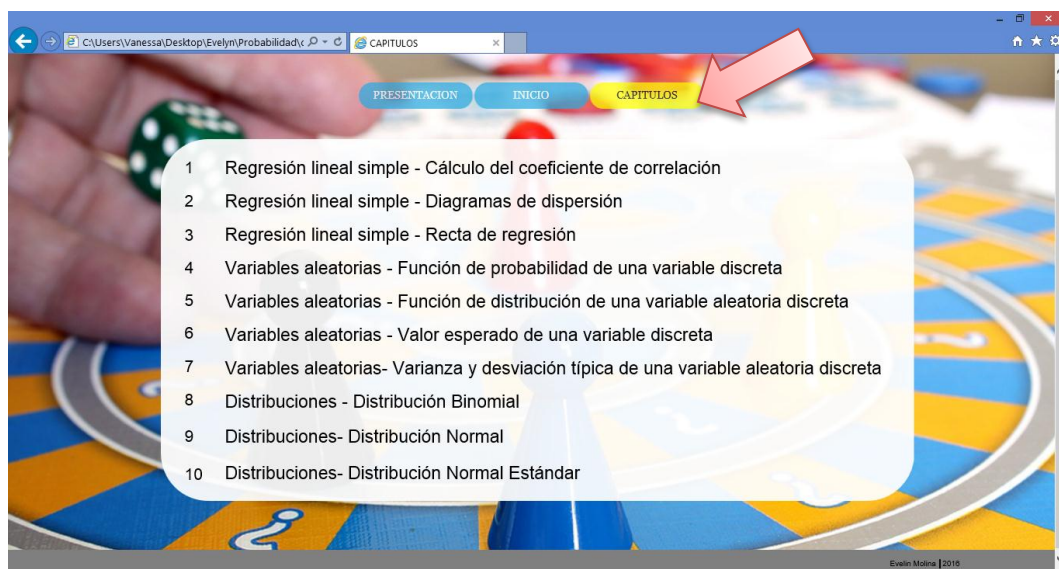 C:\Users\Vanessa\Desktop\Evelyn\Probabilidad\c
CAPITULOS
PRESENTACION
INICIO
CAPITULOS
1 Regresión lineal simple - Cálculo del coeficiente de correlación
2 Regresión lineal simple - Diagramas de dispersión
3 Regresión lineal simple - Recta de regresión
4 Variables aleatorias - Función de probabilidad de una variable discreta
5 Variables aleatorias - Función de distribución de una variable aleatoria discreta
6 Variables aleatorias - Valor esperado de una variable discreta
7 Variables aleatorias- Varianza y desviación típica de una variable aleatoria discreta
8 Distribuciones - Distribución Binomial
9 Distribuciones- Distribución Normal
10 Distribuciones- Distribución Normal Estándar
Evelin Molina | 2016